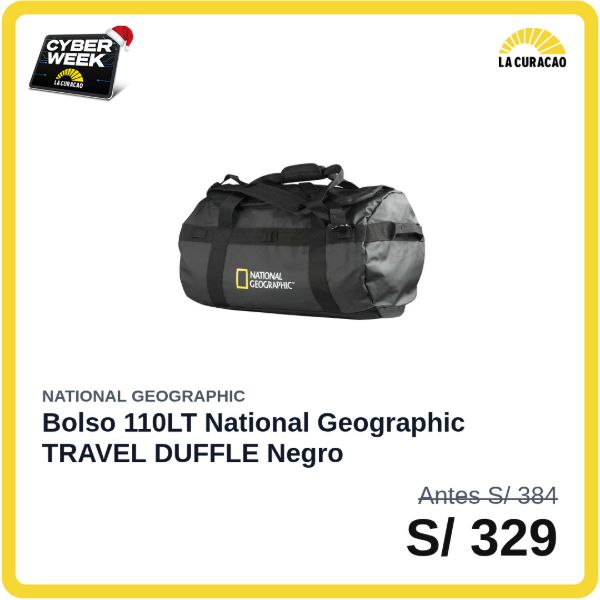 CYBER
WEEK
LA CURACAO
LA CURACAO
NATIONAL
GEOGRAPHIC™
NATIONAL GEOGRAPHIC
Bolso 110LT National Geographic
TRAVEL DUFFLE Negro
Antes S/ 384
S/ 329